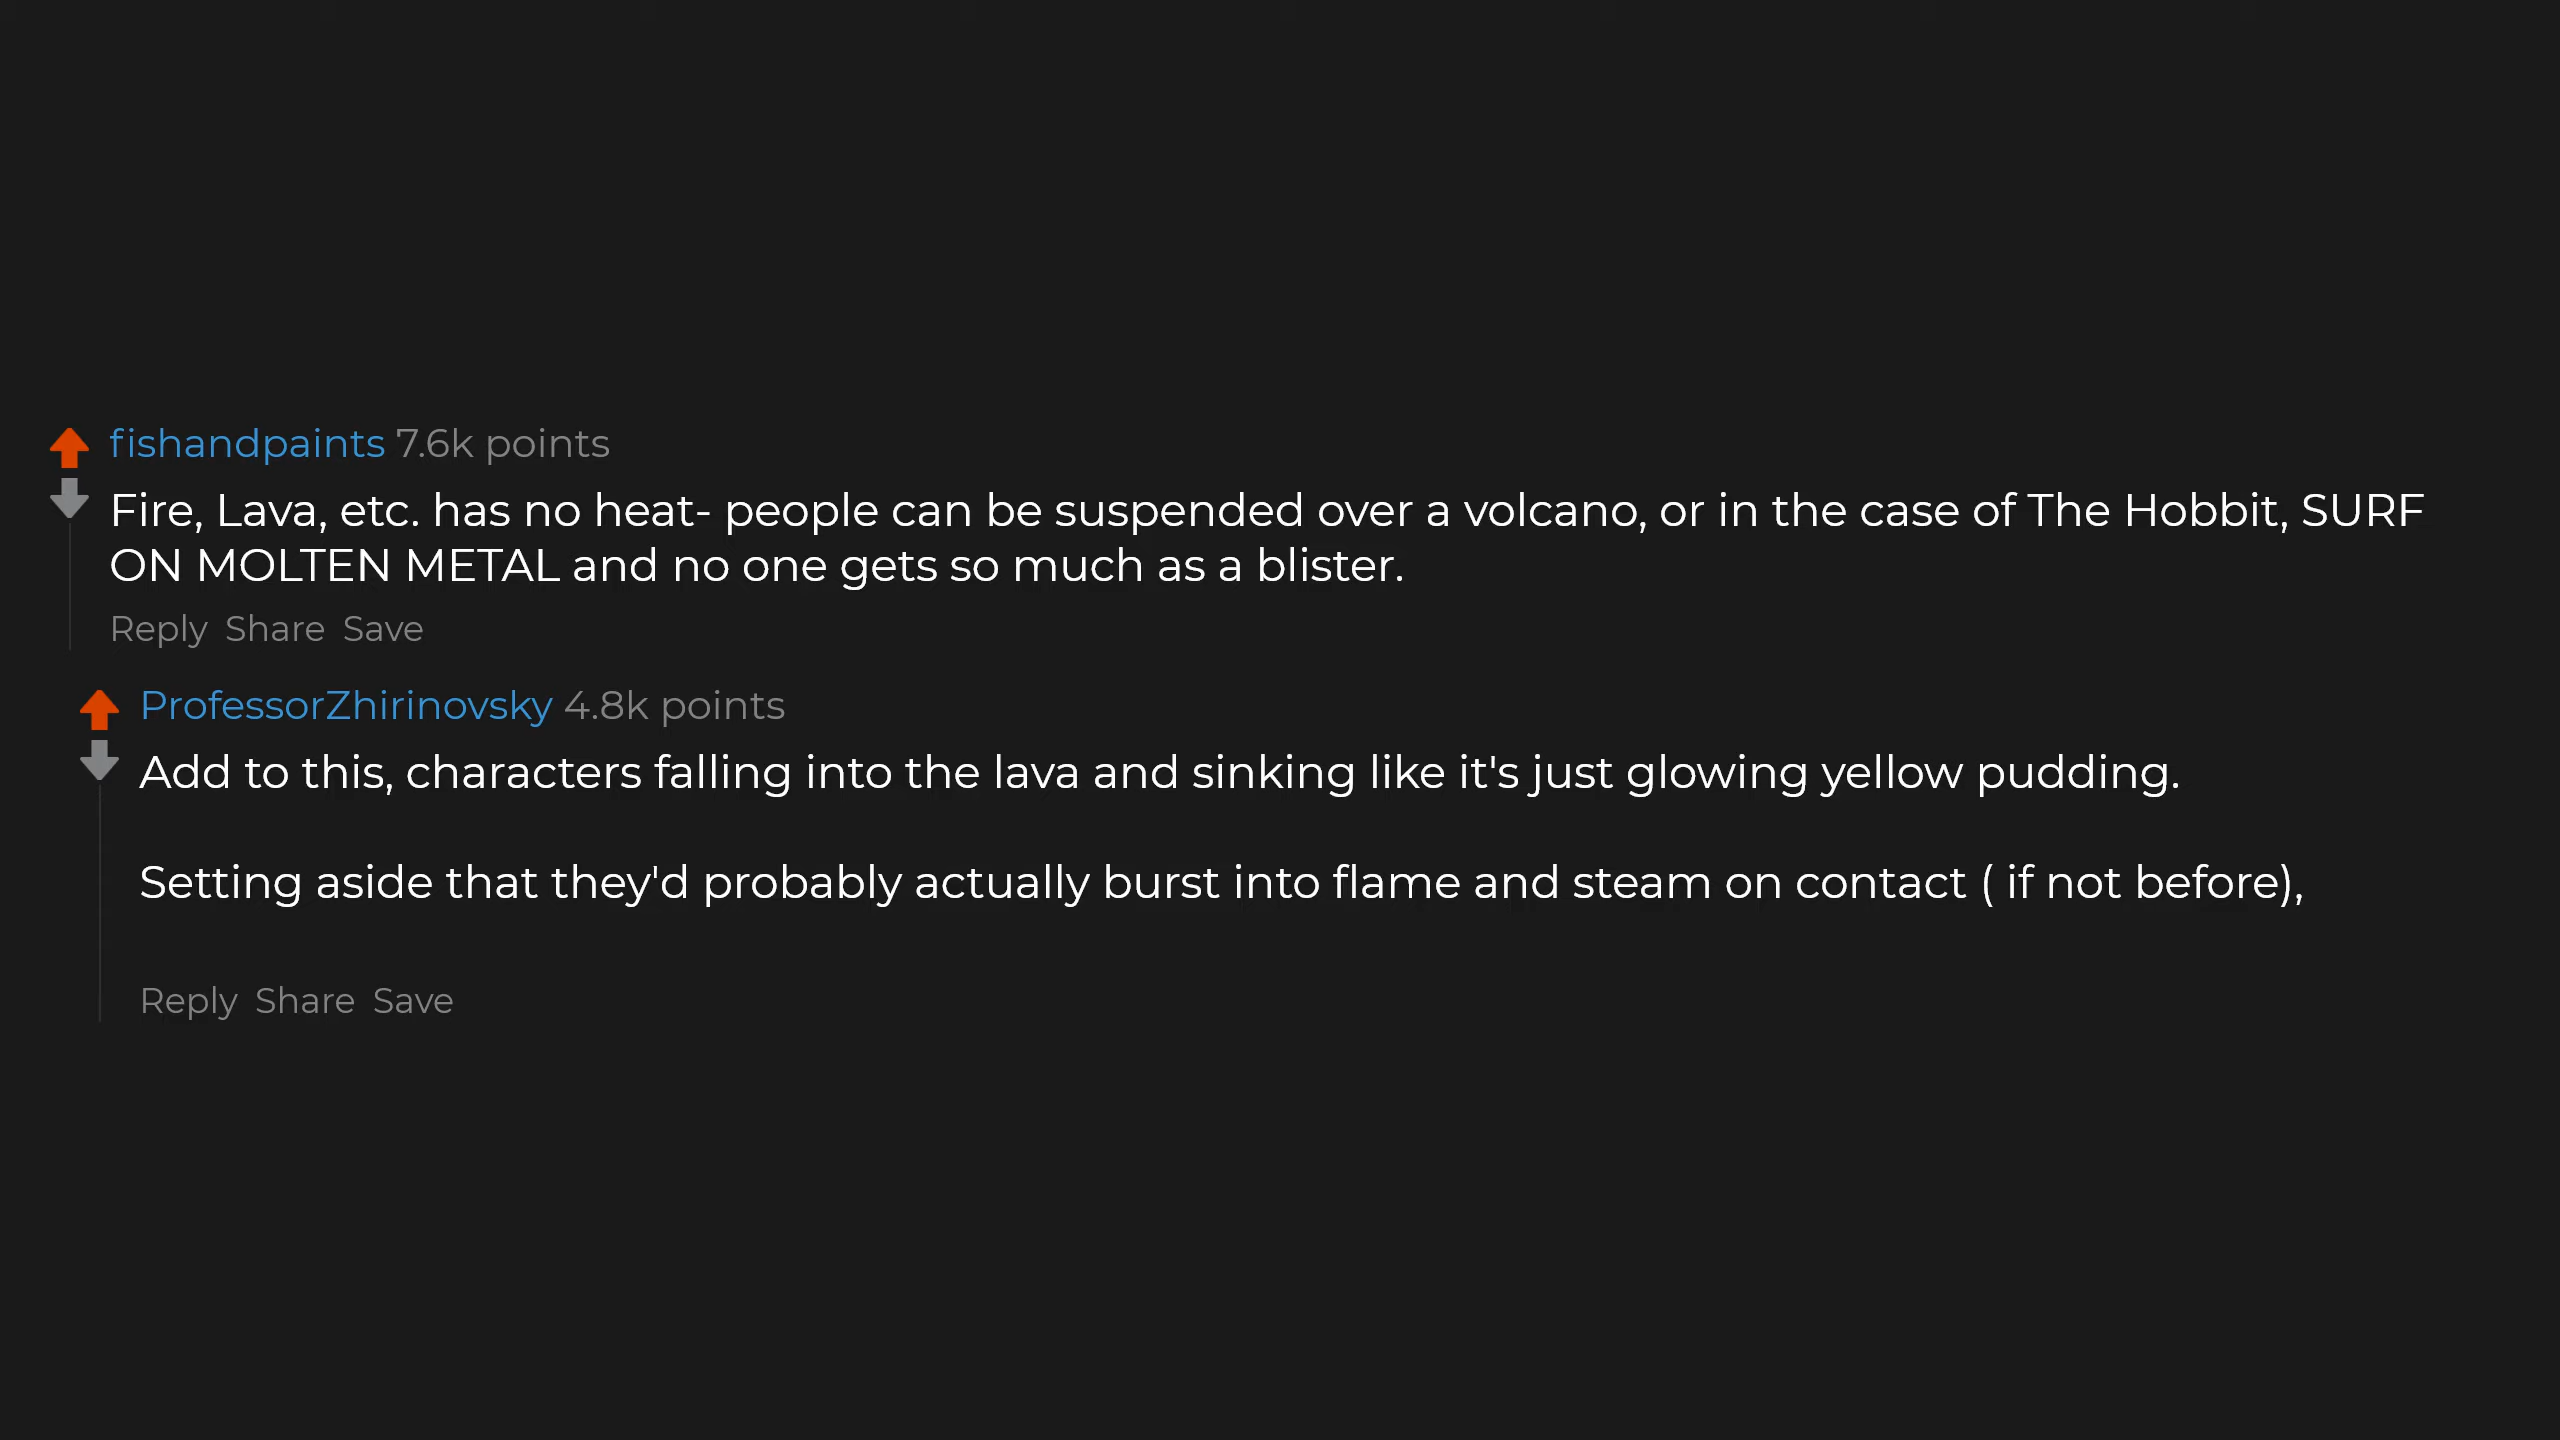 fishandpaints 7.6k points
Fire, Lava, etc. has no heat- people can be suspended over a volcano, or in the case of The Hobbit, SURF
ON MOLTEN METAL and no one gets so much as a blister.
Reply Share Save
ProfessorZhirinovsky 4.8k points
Add to this, characters falling into the lava and sinking like it's just glowing yellow pudding.
Setting aside that they'd probably actually burst into flame and steam on contact ( if not before),
Reply Share Save